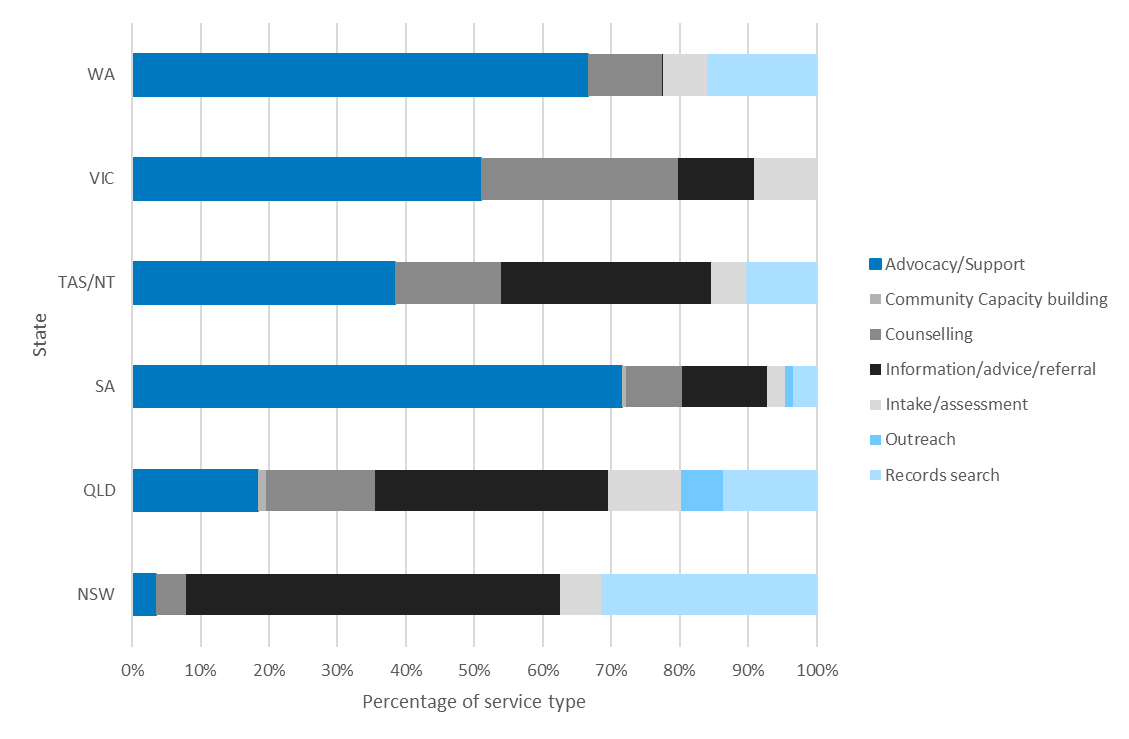 WA
VIC
TAS/NT
SA
QLD
NSW
State
0% 10% 20% 30% 40% 50% 60% 70% 80% 90% 100%
Percentage of service type
Advocacy/Support
Community Capacity building
Counselling
Information/advice/referral
Intake/assessment
Outreach
Records search